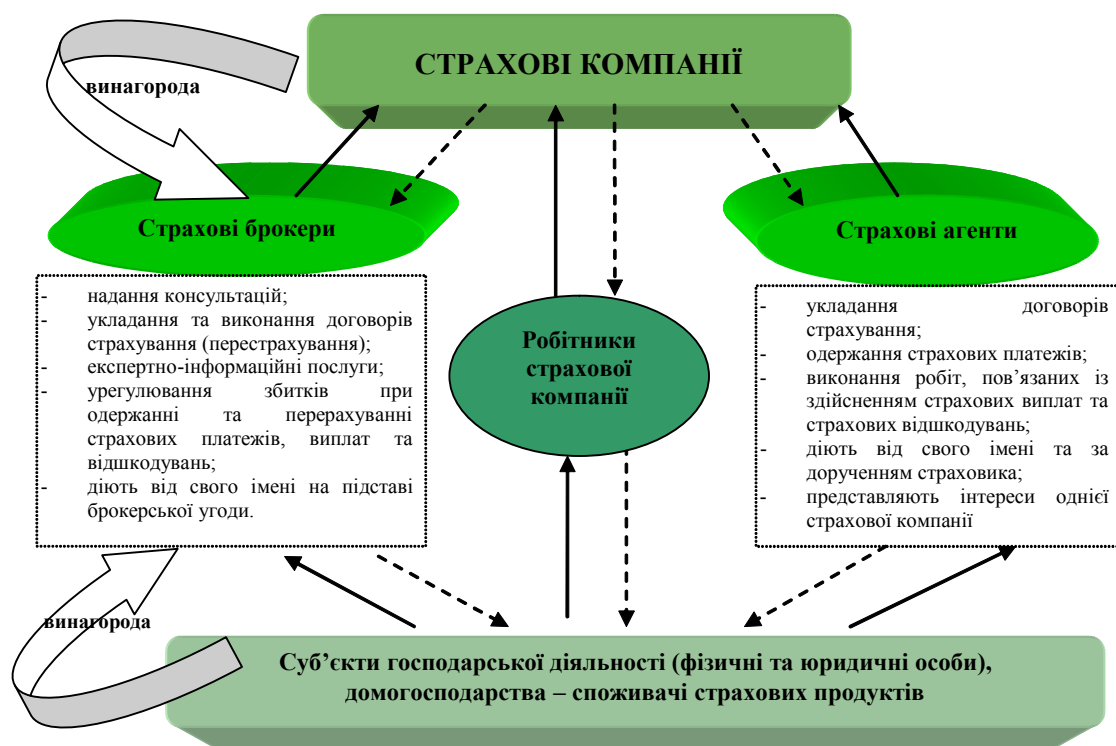 СТРАХОВІ КОМПАНІЇ
винагорода
Страхові брокери
Страхові агенти
- надання консультацій;
- укладання та виконання договорів
страхування (перестрахування);
- експертно-інформаційні послуги;
- урегулювання збитків при
одержанні та перерахуванні
страхових платежів, виплат та
відшкодувань;
- діють від свого імені на підставі
брокерської угоди.
Робітники
страхової
компанії
- укладання договорів
страхування;
- одержання страхових платежів;
- виконання робіт, пов’язаних із
здійсненням страхових виплат та
страхових відшкодувань;
- діють від свого імені та за
дорученням страховика;
- представляють інтереси однієї
страхової компанії
винагорода
Суб’єкти господарської діяльності (фізичні та юридичні особи),
домогосподарства – споживачі страхових продуктів